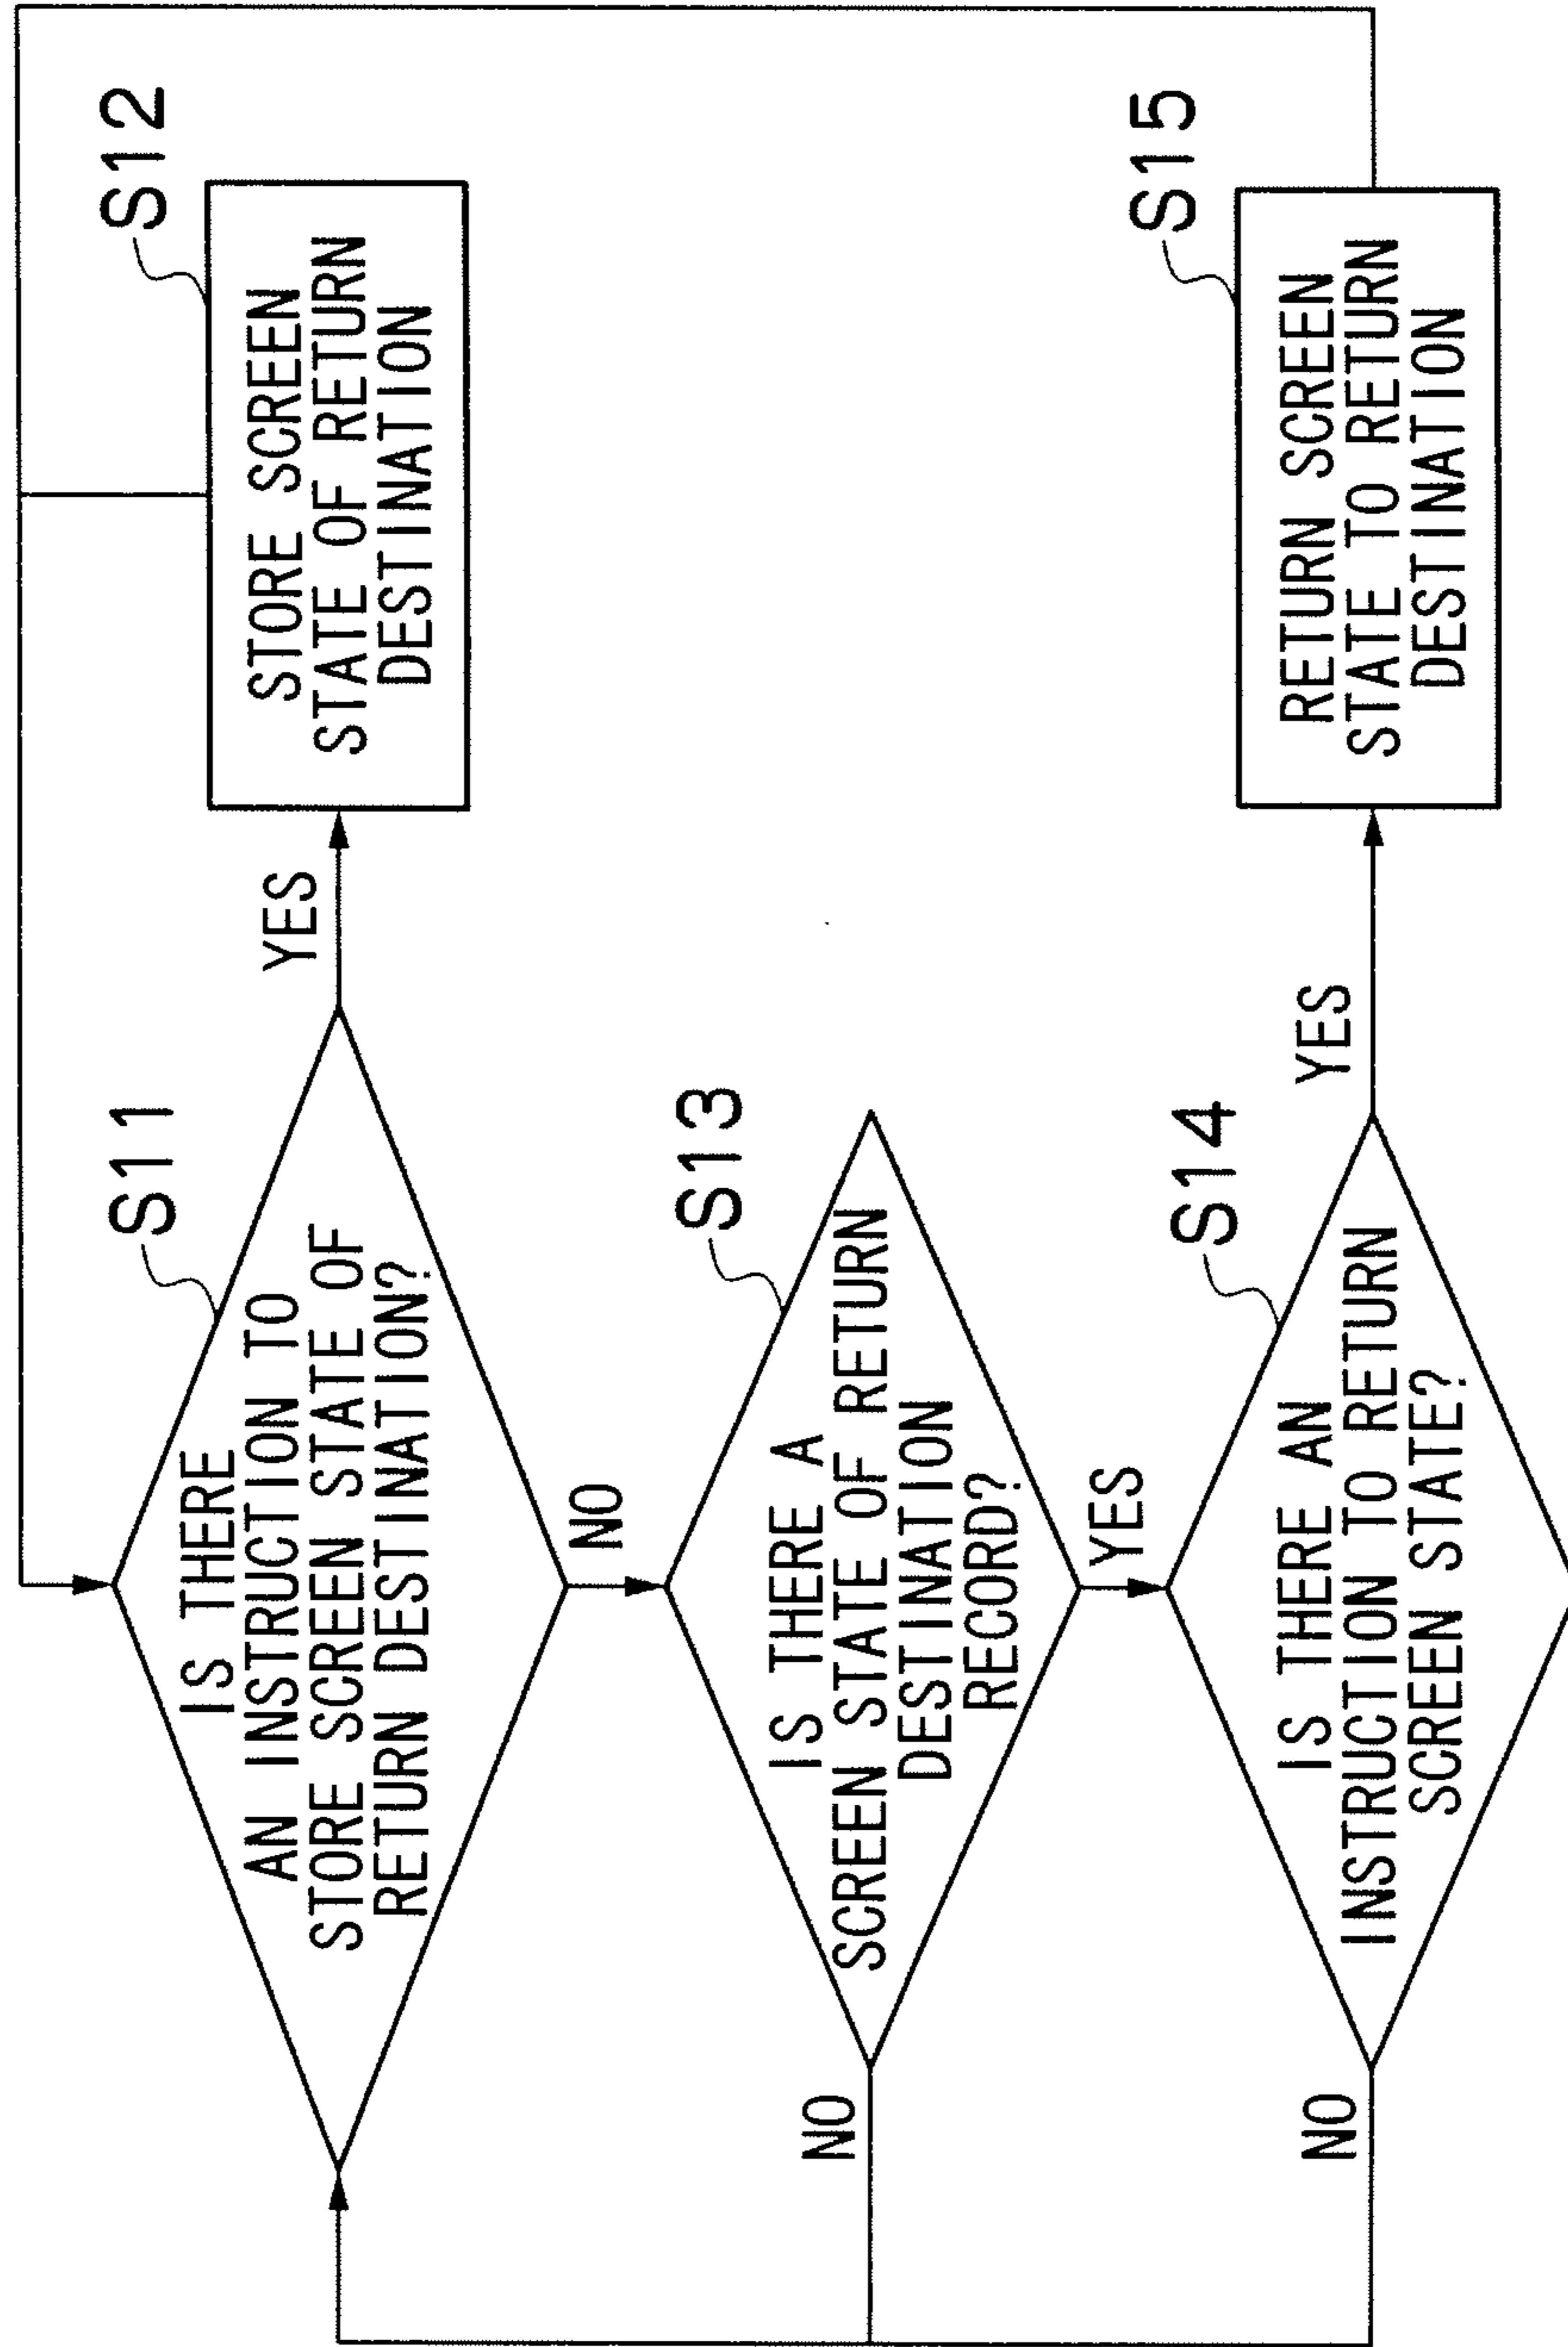 S11
IS THERE
AN INSTRUCTION TO
STORE SCREEN STATE OF
RETURN DESTINATION?
YES
S12
STORE SCREEN
STATE OF RETURN
DESTINATION
NO
S13
IS THERE A
SCREEN STATE OF RETURN
DESTINATION
RECORD?
NO
YES
S14
IS THERE AN
INSTRUCTION TO RETURN
SCREEN STATE?
NO
YES
S15
RETURN SCREEN
STATE TO RETURN
DESTINATION